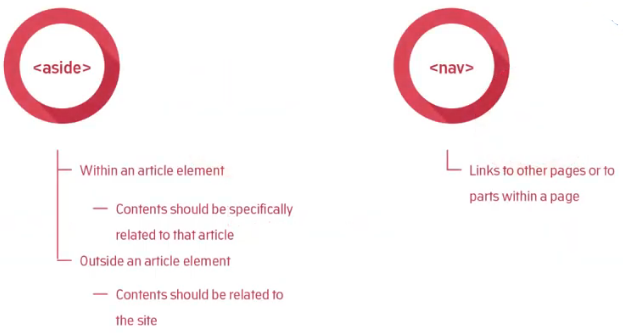 <aside>
Within an article element
Contents should be specifically
related to that article
Outside an article element
Contents should be related to
the site
<nav>
Links to other pages or to
parts within a page